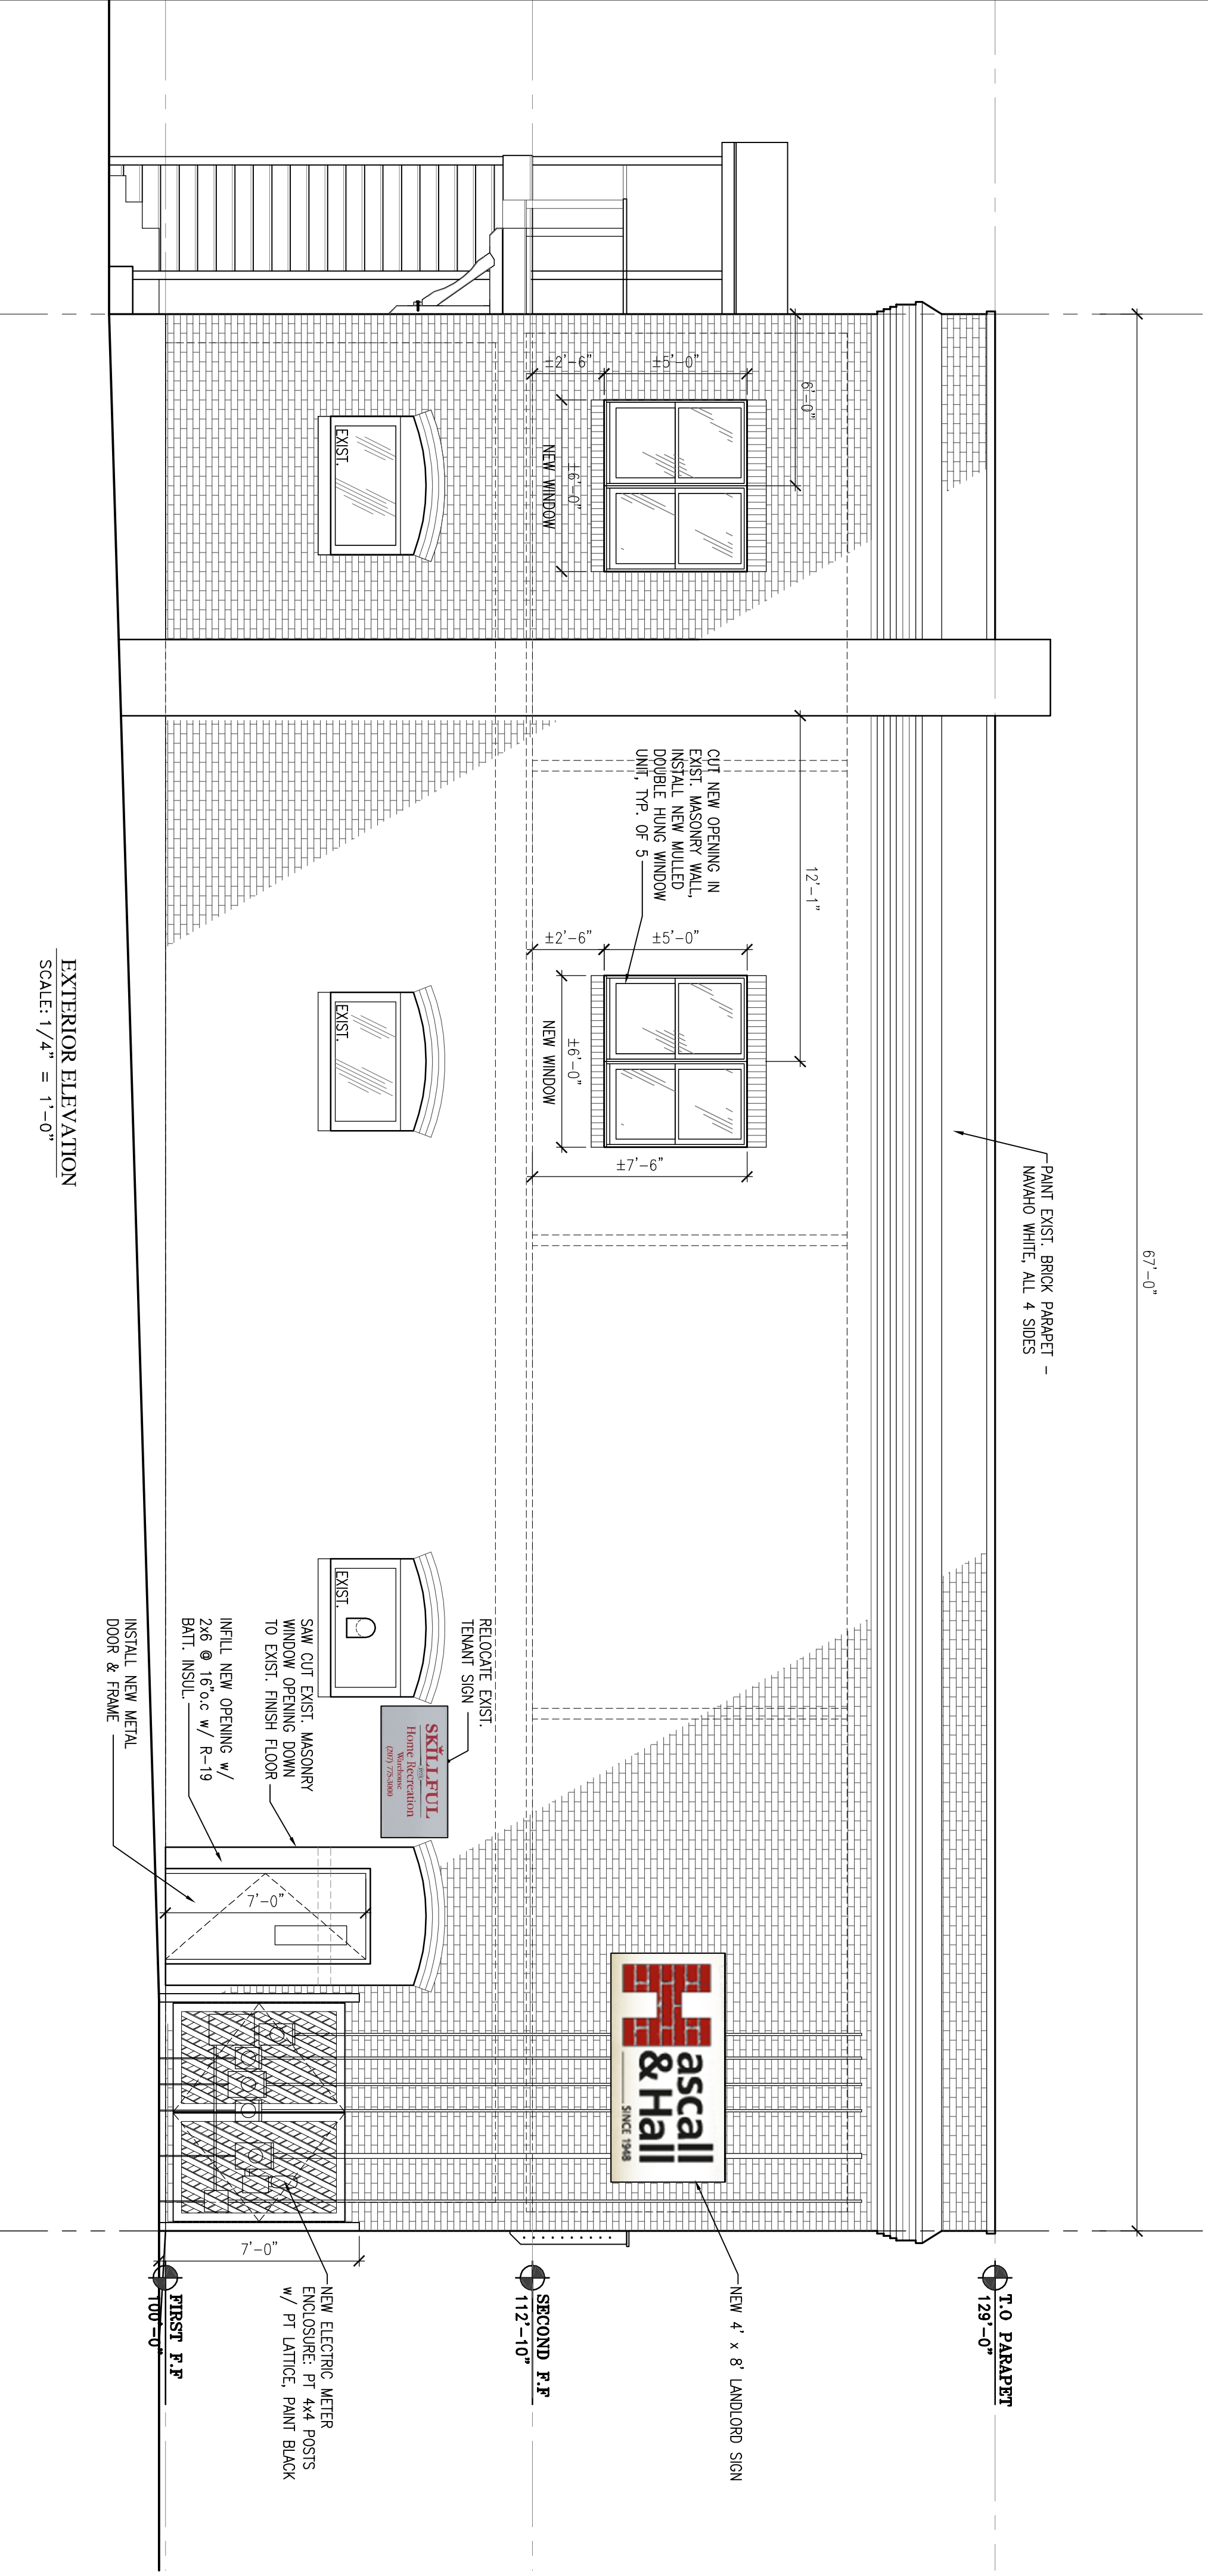 67'-0"
PAINT EXIST. BRICK PARAPET -
NAVAHO WHITE, ALL 4 SIDES
T.O PARAPET
129'-0"
6'-0"
12'-1"
±5'-0"
±2'-6"
±6'-0"
NEW WINDOW
CUT NEW OPENING IN
EXIST. MASONRY WALL,
INSTALL NEW MULLED
DOUBLE HUNG WINDOW
UNIT, TYP. OF 5
±5'-0"
±2'-6"
±6'-0"
NEW WINDOW
±7'-6"
Hascall
& Hall
SINCE 1948
NEW 4' x 8' LANDLORD SIGN
SECOND F.F
112'-10"
RELOCATE EXIST.
TENANT SIGN
SKILLFUL
Home Recreation
Warehouse
(207) 775-3000
EXIST.
EXIST.
EXIST.
SAW CUT EXIST. MASONRY
WINDOW OPENING DOWN
TO EXIST. FINISH FLOOR
INFILL NEW OPENING w/
2x6 @ 16"o.c w/ R-19
BATT. INSUL.
INSTALL NEW METAL
DOOR & FRAME
7'-0"
7'-0"
NEW ELECTRIC METER
ENCLOSURE: PT 4x4 POSTS
w/ PT LATTICE, PAINT BLACK
FIRST F.F
100'-0"
EXTERIOR ELEVATION
SCALE: 1/4" = 1'-0"